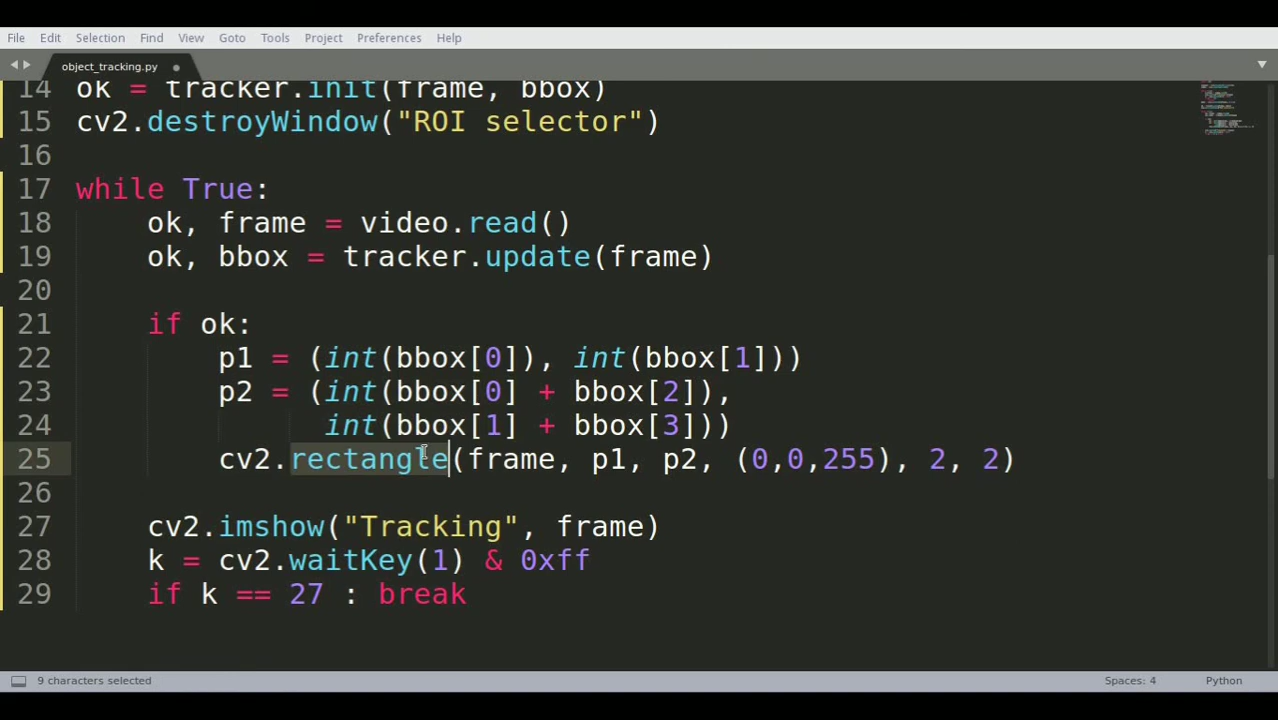 File Edit Selection Find View Goto Tools Project Preferences Help
object_tracking.py
14 ok = tracker.init(frame, bbox)
15 cv2.destroyWindow("ROI selector")
16
17 while True:
18     ok, frame = video.read()
19     ok, bbox = tracker.update(frame)
20
21     if ok:
22         p1 = (int(bbox[0]), int(bbox[1]))
23         p2 = (int(bbox[0] + bbox[2]),
24               int(bbox[1] + bbox[3]))
25         cv2.rectangle(frame, p1, p2, (0,0,255), 2, 2)
26
27     cv2.imshow("Tracking", frame)
28     k = cv2.waitKey(1) & 0xff
29     if k == 27 : break
9 characters selected Spaces: 4 Python